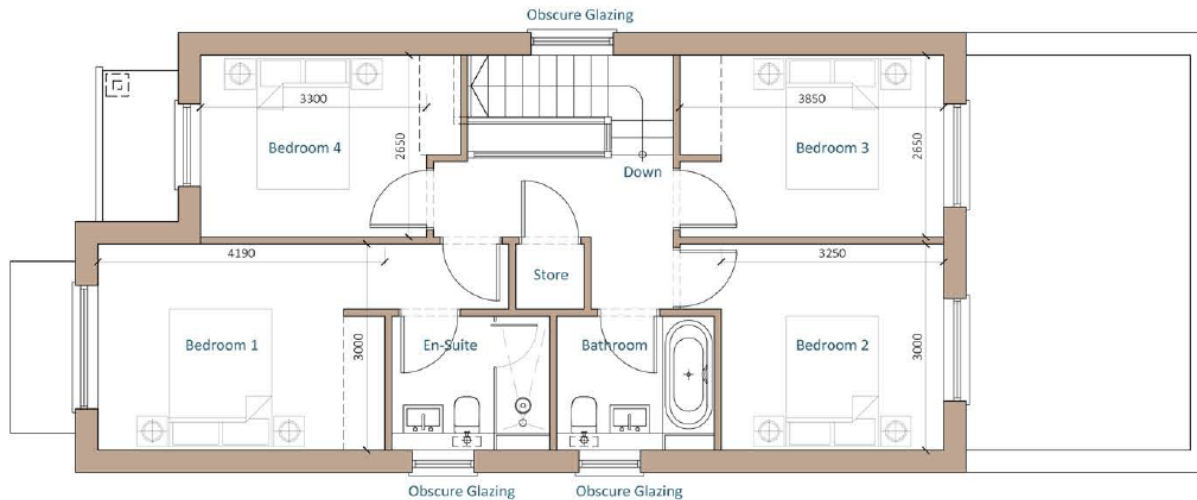 Obscure Glazing
3300
3850
Bedroom 4
2650
Bedroom 3
2650
Down
4190
3250
Store
Bedroom 1
3000
En-Suite
Bathroom
Bedroom 2
3000
Obscure Glazing
Obscure Glazing